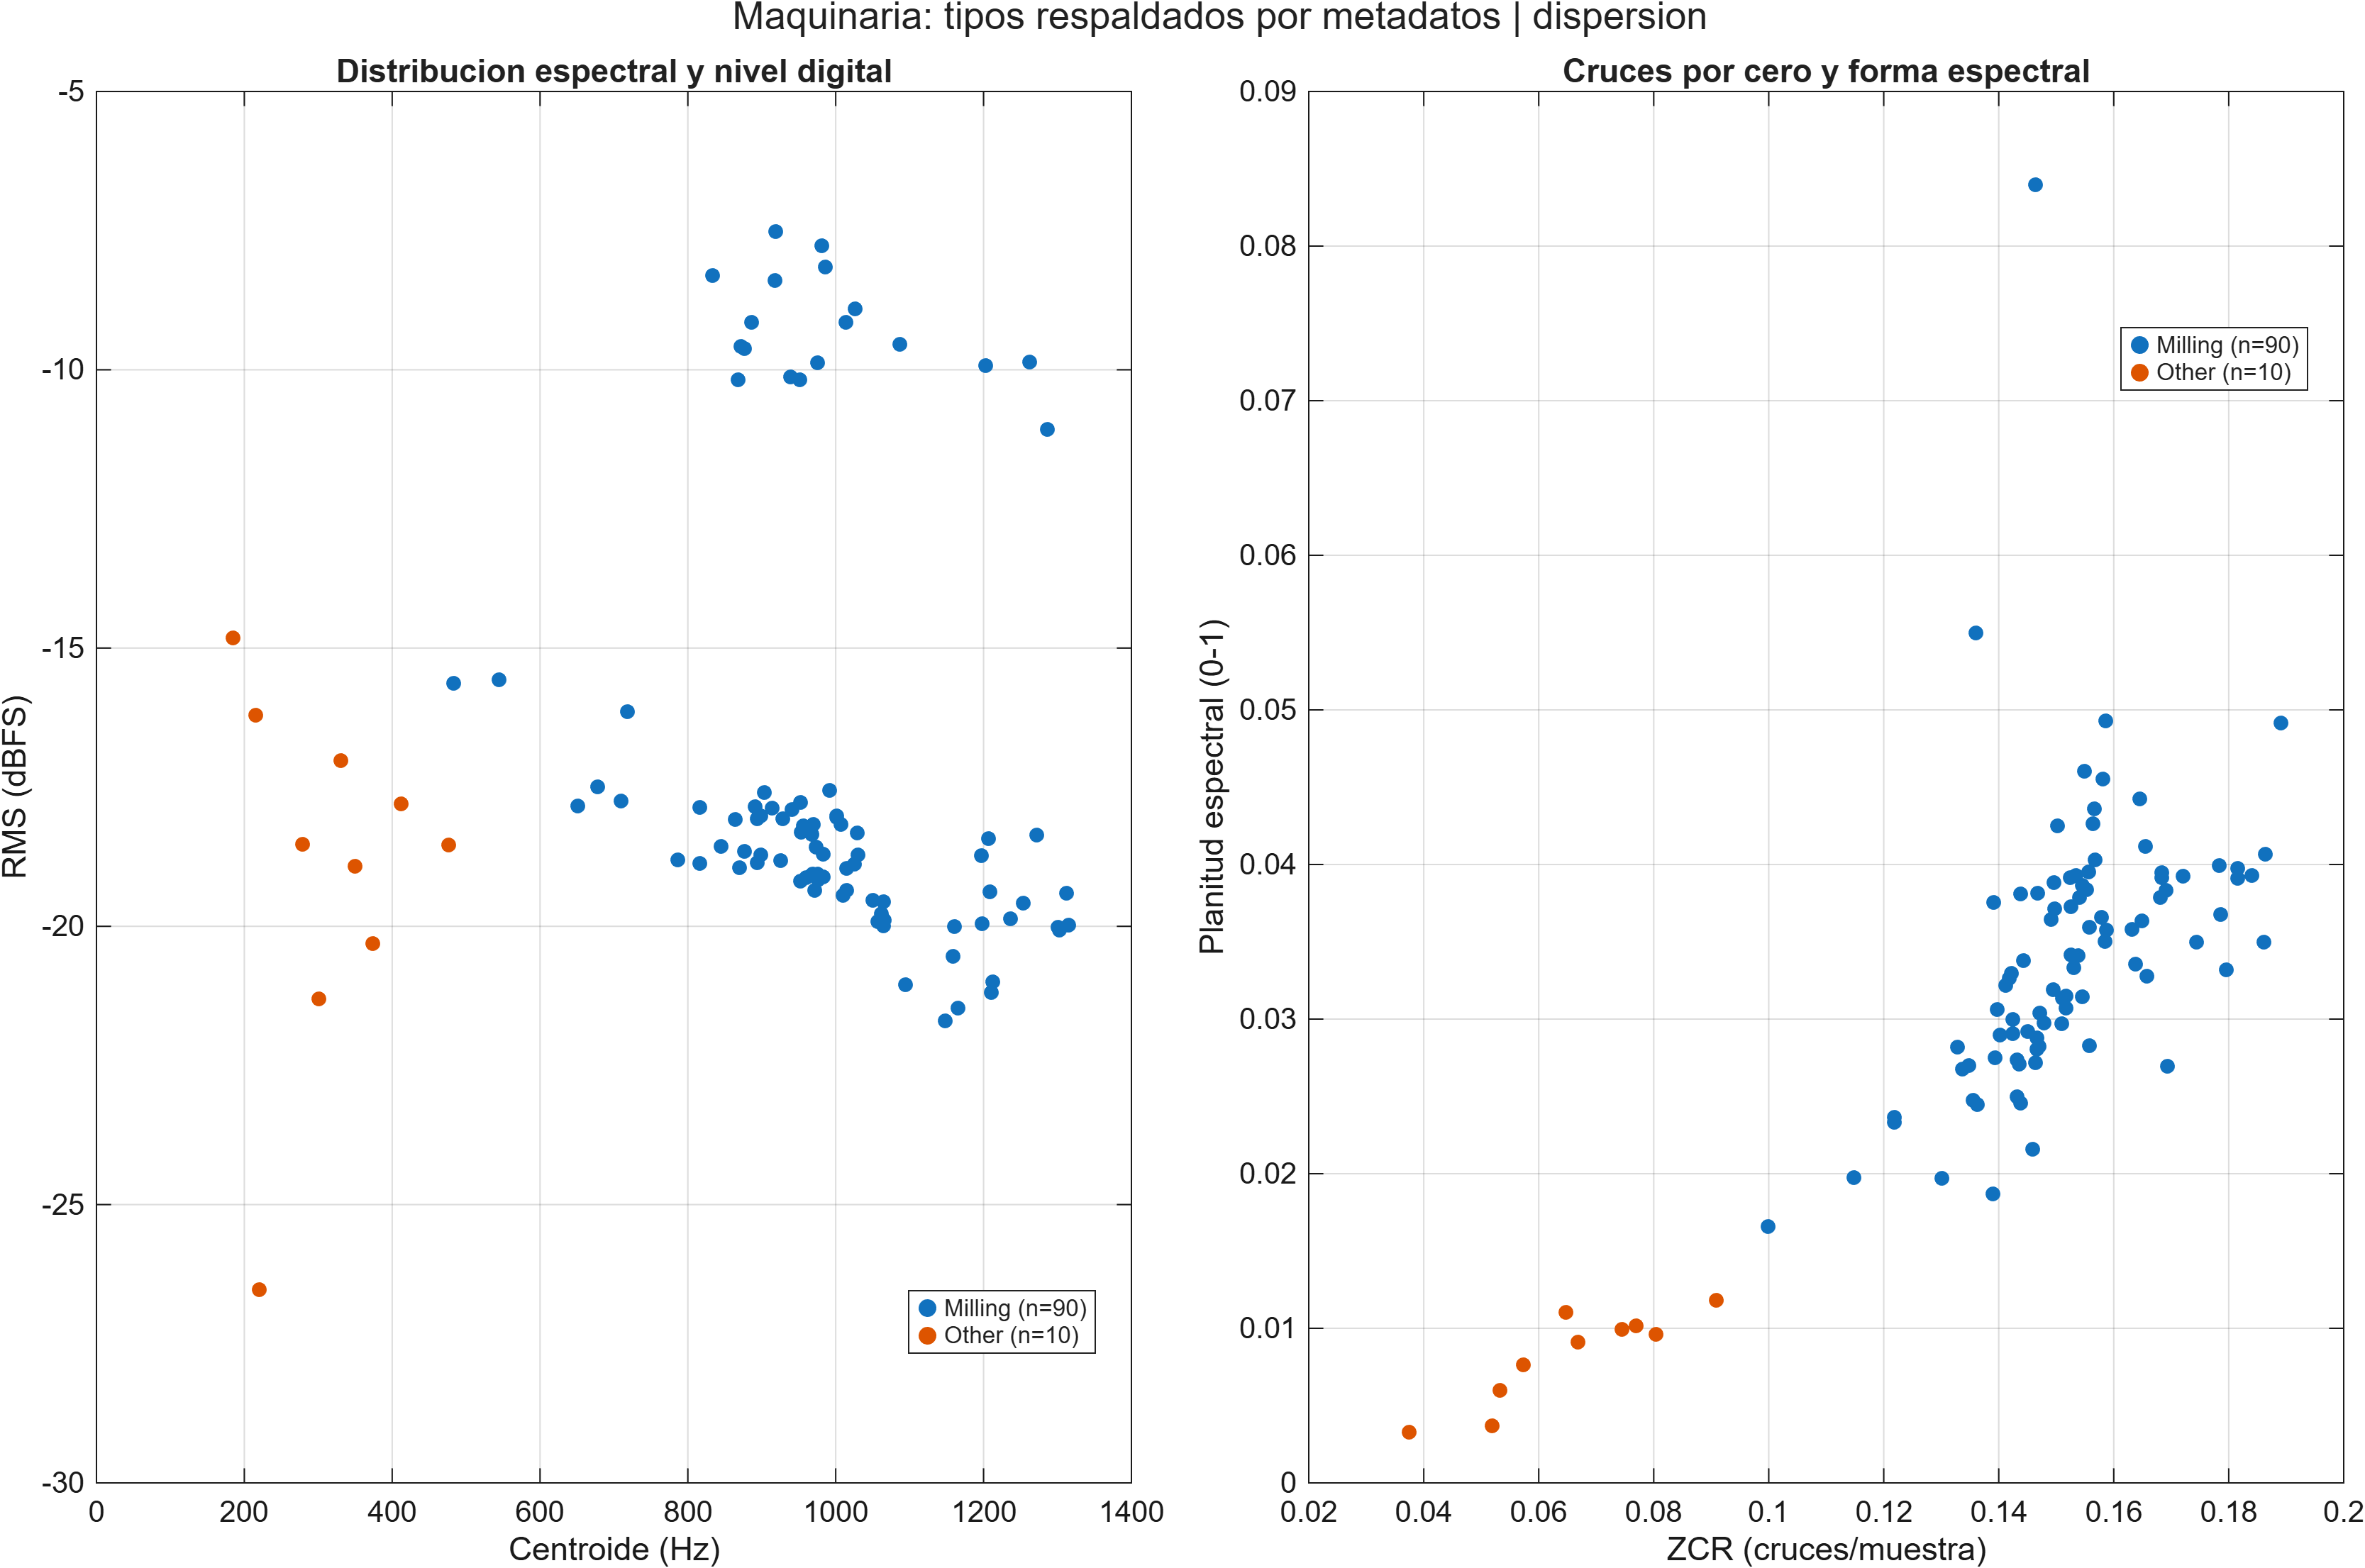 Maquinaria: tipos respaldados por metadatos | dispersion
Distribucion espectral y nivel digital
-5
-10
-15
-20
-25
-30
RMS (dBFS)
0 200 400 600 800 1000 1200 1400
Centroide (Hz)
Milling (n=90)
Other (n=10)
Cruces por cero y forma espectral
0.09
0.08
0.07
0.06
0.05
0.04
0.03
0.02
0.01
0
Planitud espectral (0-1)
0.02 0.04 0.06 0.08 0.1 0.12 0.14 0.16 0.18 0.2
ZCR (cruces/muestra)
Milling (n=90)
Other (n=10)